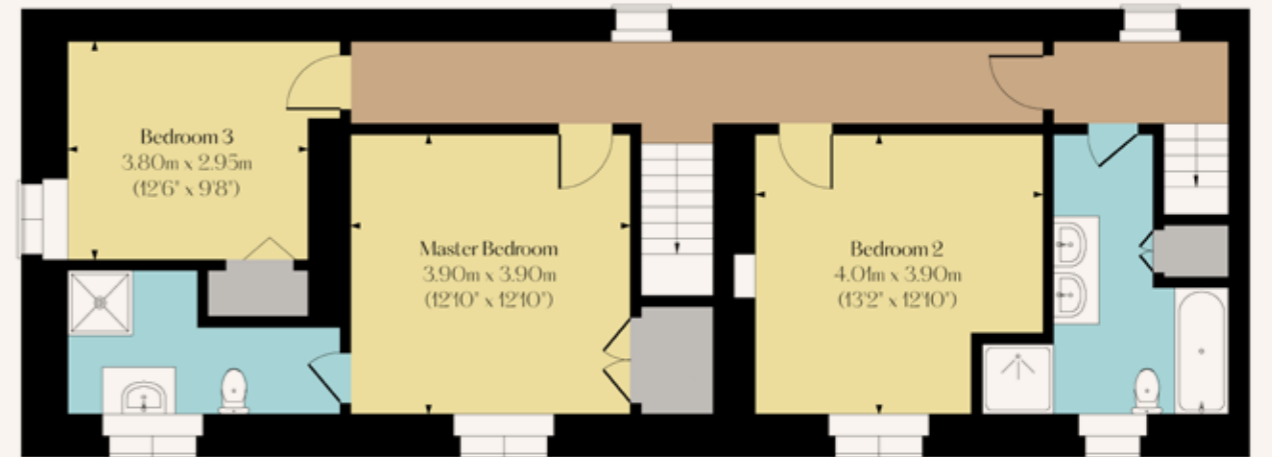 Bedroom 3
3.80m x 2.95m
(12'6" x 9'8")
Master Bedroom
3.90m x 3.90m
(12'10" x 12'10")
Bedroom 2
4.01m x 3.90m
(13'2" x 12'10")